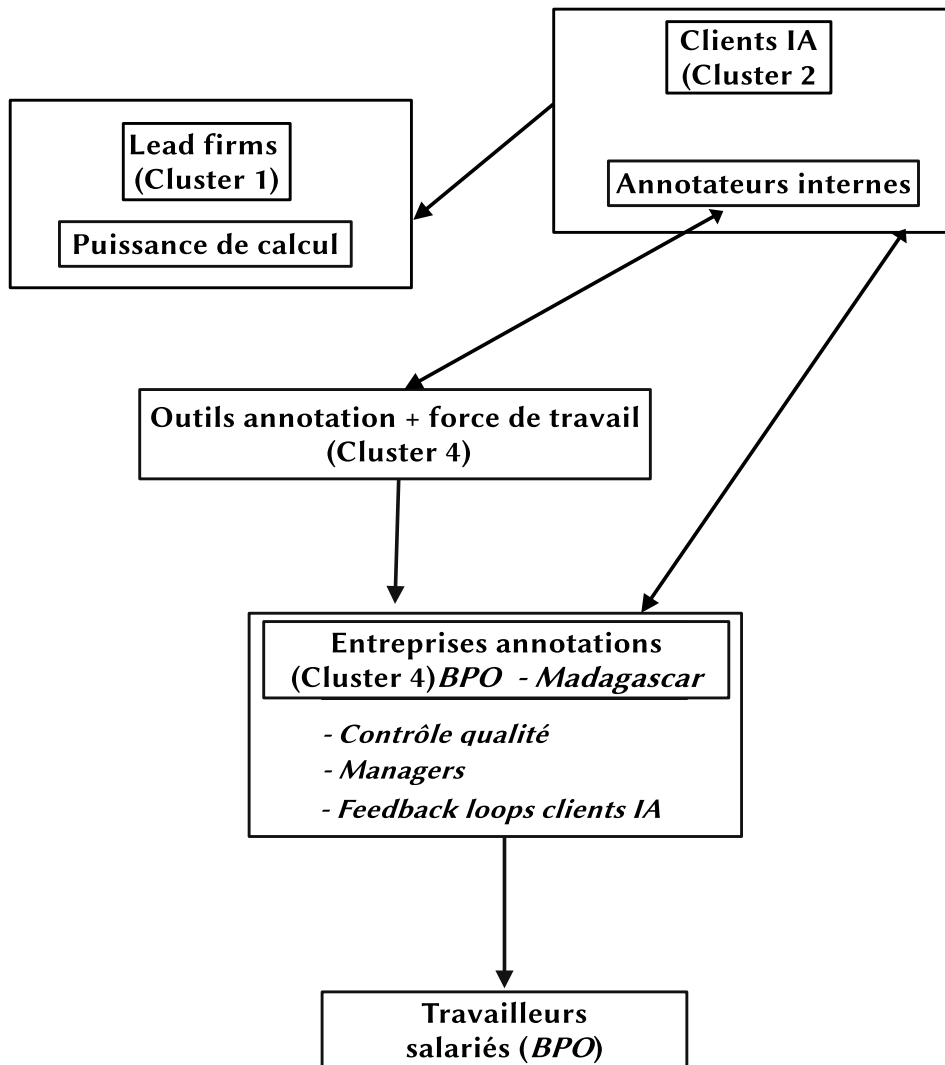 Clients IA
(Cluster 2
Annotateurs internes
Lead firms
(Cluster 1)
Puissance de calcul
Outils annotation + force de travail
(Cluster 4)
Entreprises annotations
(Cluster 4)BPO - Madagascar
- Contrôle qualité
- Managers
- Feedback loops clients IA
Travailleurs
salariés (BPO)